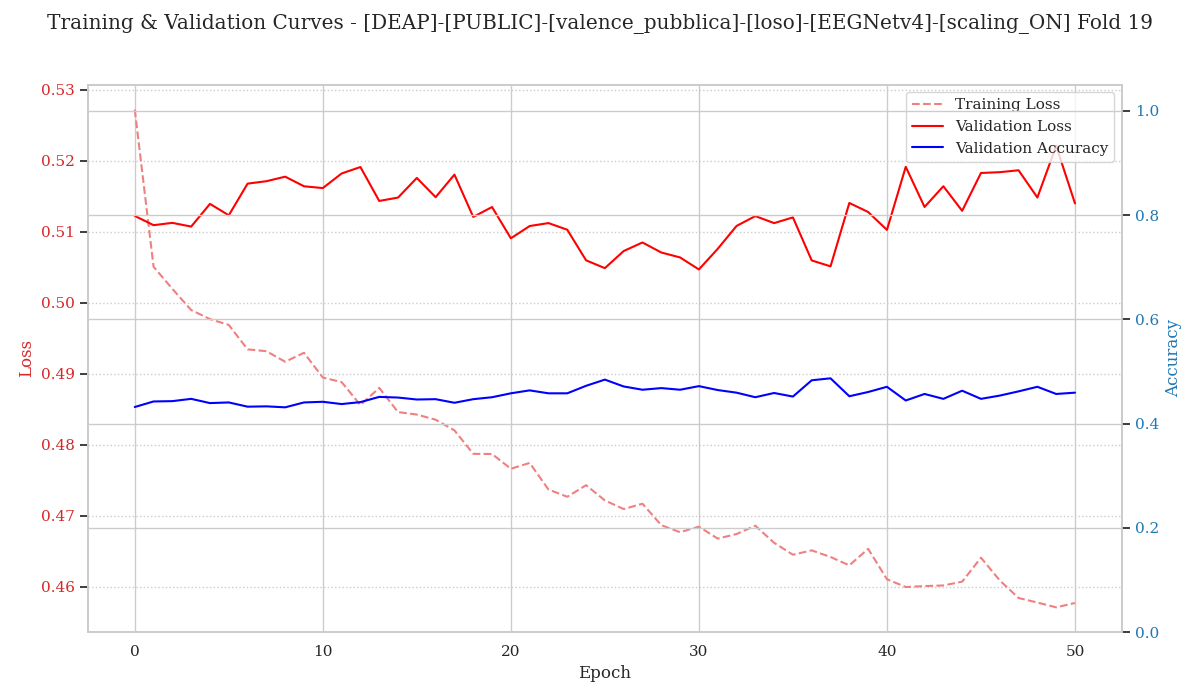 Training & Validation Curves - [DEAP]-[PUBLIC]-[valence_pubblica]-[loso]-[EEGNetv4]-[scaling_ON] Fold 19
Training Loss
Validation Loss
Validation Accuracy
0.53
0.52
0.51
0.50
0.49
0.48
0.47
0.46
Loss
1.0
0.8
0.6
0.4
0.2
0.0
Accuracy
0 10 20 30 40 50
Epoch